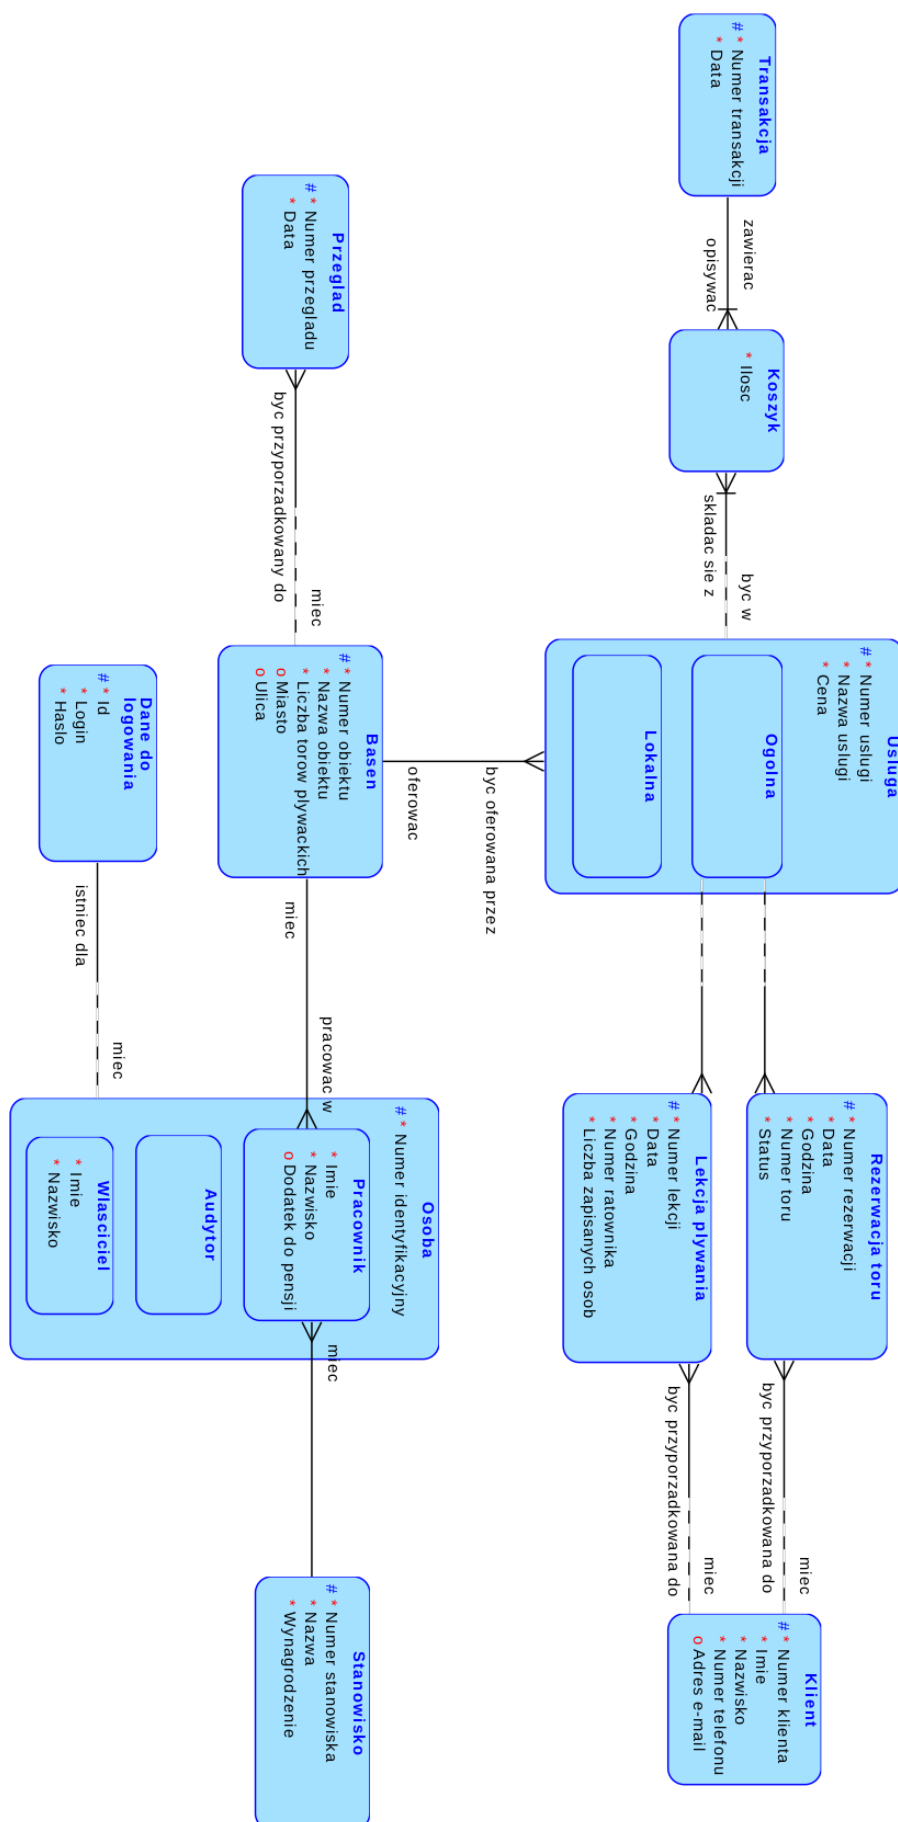 Transakcja
# * Numer transakcji
* Data
zawierac
opisywac
Koszyk
* Ilosc
skladac sie z
byc w
Usluga
# * Numer uslugi
* Nazwa uslugi
* Cena
Ogolna
Lokalna
Rezerwacja toru
# * Numer rezerwacji
* Data
* Godzina
* Numer toru
* Status
byc przyporzadkowana do
miec
Lekcja plywania
# * Numer lekcji
* Data
* Godzina
* Numer ratownika
* Liczba zapisanych osob
byc przyporzadkowana do
miec
Klient
# * Numer klienta
* Imie
* Nazwisko
* Numer telefonu
o Adres e-mail
byc oferowana przez
oferowac
Przeglad
# * Numer przegladu
* Data
byc przyporzadkowany do
miec
Basen
# * Numer obiektu
* Nazwa obiektu
* Liczba torow plywackich
o Miasto
o Ulica
miec
pracowac w
Osoba
# * Numer identyfikacyjny
Pracownik
* Imie
* Nazwisko
o Dodatek do pensji
Audytor
Wlasciciel
* Imie
* Nazwisko
miec
Stanowisko
# * Numer stanowiska
* Nazwa
* Wynagrodzenie
Dane do
logowania
# * Id
* Login
* Haslo
istniec dla
miec